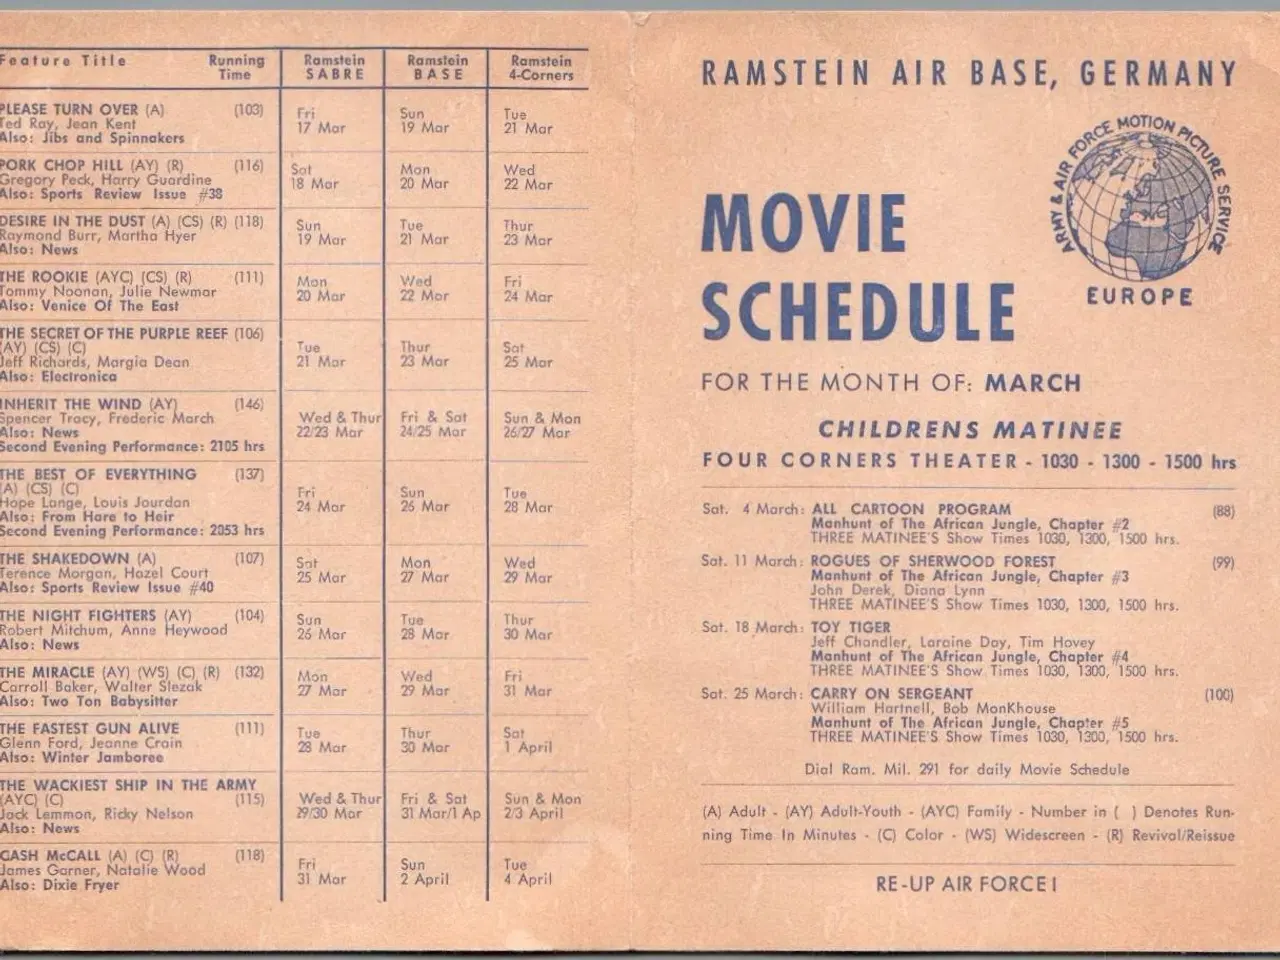 Feature Title Running Time Ramstein SABRE Ramstein BASE Ramstein 4-Corners
PLEASE TURN OVER (A) (103)
Ted Ray, Jean Kent
Also: Jibs and Spinnakers
Fri 17 Mar Sun 19 Mar Tue 21 Mar
PORK CHOP HILL (AY) (R) (116)
Gregory Peck, Harry Guardine
Also: Sports Review Issue #38
Sat 18 Mar Mon 20 Mar Wed 22 Mar
DESIRE IN THE DUST (A) (CS) (R) (118)
Raymond Burr, Martha Hyer
Also: News
Sun 19 Mar Tue 21 Mar Thur 23 Mar
THE ROOKIE (AYC) (CS) (R) (111)
Tommy Noonan, Julie Newmar
Also: Venice Of The East
Mon 20 Mar Wed 22 Mar Fri 24 Mar
THE SECRET OF THE PURPLE REEF (106)
(AY) (CS) (C)
Jeff Richards, Margia Dean
Also: Electronica
Tue 21 Mar Thur 23 Mar Sat 25 Mar
INHERIT THE WIND (AY) (146)
Spencer Tracy, Frederic March
Also: News
Second Evening Performance: 2105 hrs
Wed & Thur 22/23 Mar Fri & Sat 24/25 Mar Sun & Mon 26/27 Mar
THE BEST OF EVERYTHING (137)
(A) (CS) (C)
Hope Lange, Louis Jourdan
Also: From Hare to Heir
Second Evening Performance: 2053 hrs
Fri 24 Mar Sun 26 Mar Tue 28 Mar
THE SHAKEDOWN (A) (107)
Terence Morgan, Hazel Court
Also: Sports Review Issue #40
Sat 25 Mar Mon 27 Mar Wed 29 Mar
THE NIGHT FIGHTERS (AY) (104)
Robert Mitchum, Anne Heywood
Also: News
Sun 26 Mar Tue 28 Mar Thur 30 Mar
THE MIRACLE (AY) (WS) (C) (R) (132)
Carroll Baker, Walter Slezak
Also: Two Ton Babysitter
Mon 27 Mar Wed 29 Mar Fri 31 Mar
THE FASTEST GUN ALIVE (111)
Glenn Ford, Jeanne Crain
Also: Winter Jamboree
Tue 28 Mar Thur 30 Mar Sat 1 April
THE WACKIEST SHIP IN THE ARMY
(AYC) (C) (115)
Jack Lemmon, Ricky Nelson
Also: News
Wed & Thur 29/30 Mar Fri & Sat 31 Mar/1 Ap Sun & Mon 2/3 April
CASH McCALL (A) (C) (R) (118)
James Garner, Natalie Wood
Also: Dixie Fryer
Fri 31 Mar Sun 2 April Tue 4 April
RAMSTEIN AIR BASE, GERMANY
ARMY & AIR FORCE MOTION PICTURE SERVICE
EUROPE
MOVIE
SCHEDULE
FOR THE MONTH OF: MARCH
CHILDRENS MATINEE
FOUR CORNERS THEATER - 1030 - 1300 - 1500 hrs
Sat. 4 March: ALL CARTOON PROGRAM (88)
Manhunt of The African Jungle, Chapter #2
THREE MATINEE'S Show Times 1030, 1300, 1500 hrs.
Sat. 11 March: ROGUES OF SHERWOOD FOREST (99)
Manhunt of The African Jungle, Chapter #3
John Derek, Diana Lynn
THREE MATINEE'S Show Times 1030, 1300, 1500 hrs.
Sat. 18 March: TOY TIGER
Jeff Chandler, Laraine Day, Tim Hovey
Manhunt of The African Jungle, Chapter #4
THREE MATINEE'S Show Times 1030, 1300, 1500 hrs.
Sat. 25 March: CARRY ON SERGEANT (100)
William Hartnell, Bob MonKhouse
Manhunt of The African Jungle, Chapter #5
THREE MATINEE'S Show Times 1030, 1300, 1500 hrs.
Dial Ram. Mil. 291 for daily Movie Schedule
(A) Adult - (AY) Adult-Youth - (AYC) Family - Number in ( ) Denotes Run-
ning Time In Minutes - (C) Color - (WS) Widescreen - (R) Revival/Reissue
RE-UP AIR FORCE!